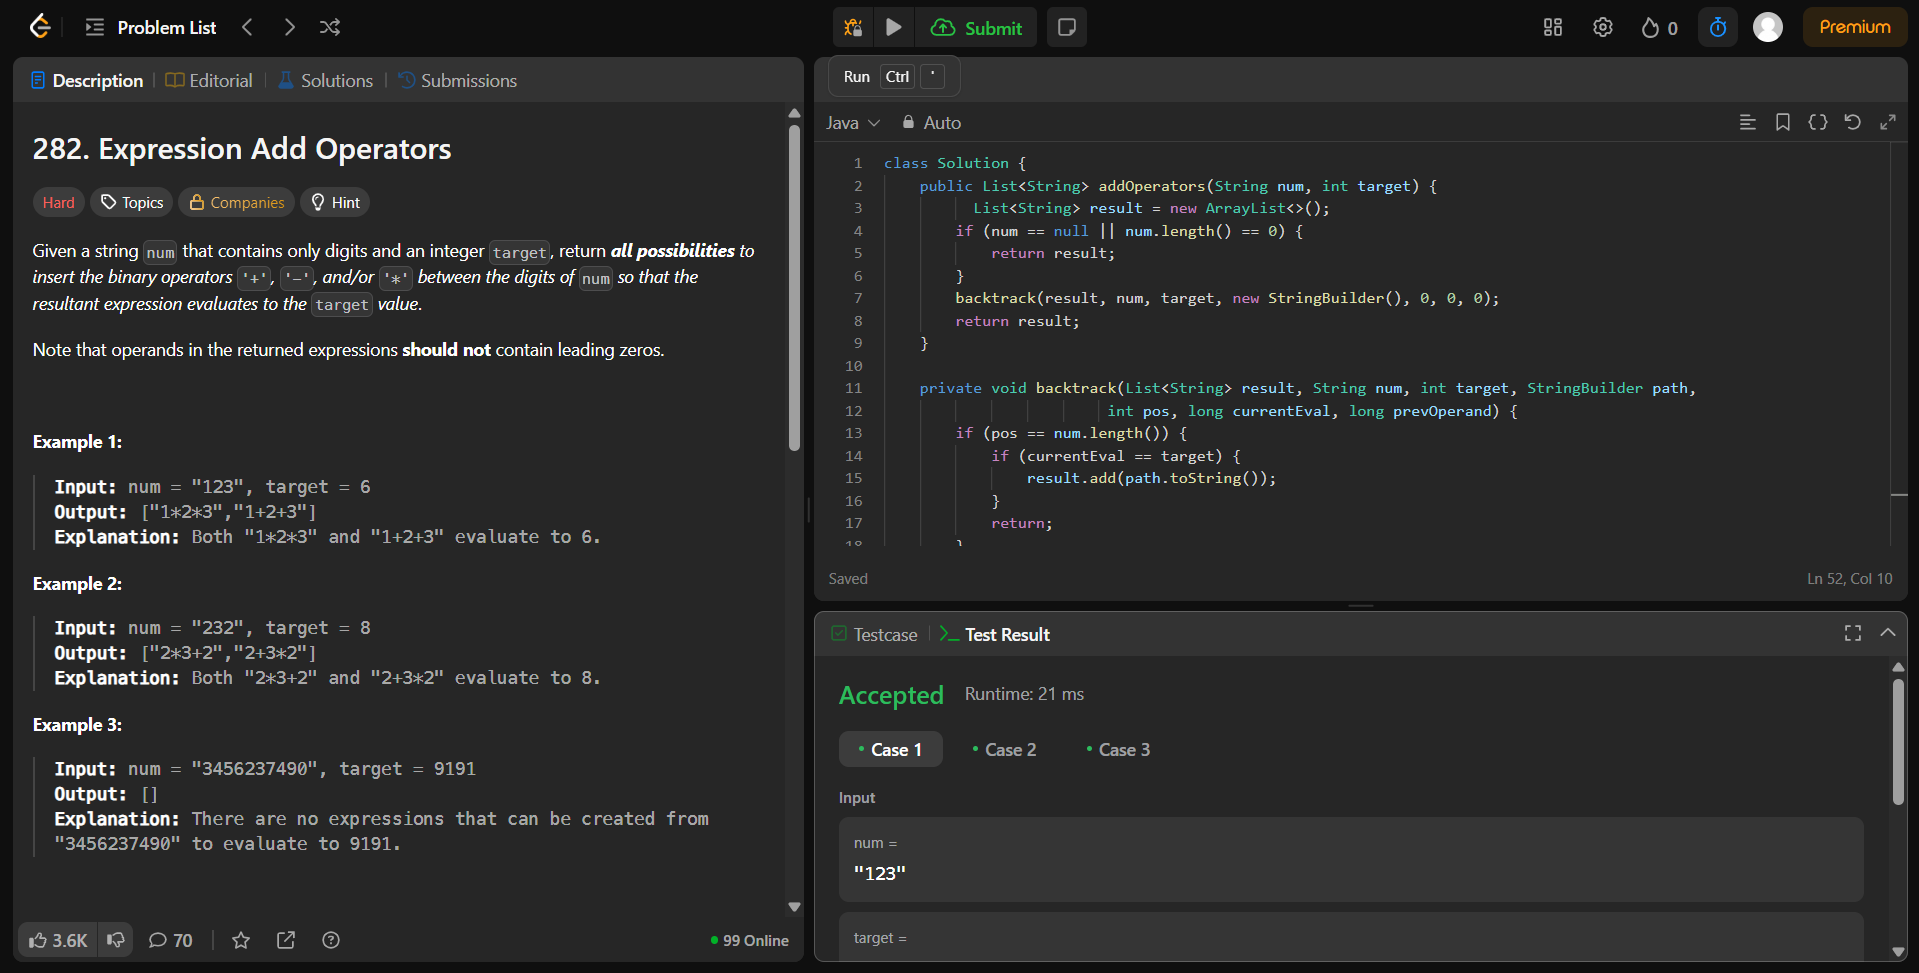 Problem List
Submit
0
Premium
Description
Editorial
Solutions
Submissions
282. Expression Add Operators
Hard
Topics
Companies
Hint
Given a string num that contains only digits and an integer target, return all possibilities to
insert the binary operators '+', '-', and/or '*' between the digits of num so that the
resultant expression evaluates to the target value.
Note that operands in the returned expressions should not contain leading zeros.
Example 1:
Input: num = "123", target = 6
Output: ["1*2*3","1+2+3"]
Explanation: Both "1*2*3" and "1+2+3" evaluate to 6.
Example 2:
Input: num = "232", target = 8
Output: ["2*3+2","2+3*2"]
Explanation: Both "2*3+2" and "2+3*2" evaluate to 8.
Example 3:
Input: num = "3456237490", target = 9191
Output: []
Explanation: There are no expressions that can be created from
"3456237490" to evaluate to 9191.
3.6K
70
99 Online
Run Ctrl '
Java
Auto
1 class Solution {
2 public List<String> addOperators(String num, int target) {
3 List<String> result = new ArrayList<>();
4 if (num == null || num.length() == 0) {
5 return result;
6 }
7 backtrack(result, num, target, new StringBuilder(), 0, 0, 0);
8 return result;
9 }
10
11 private void backtrack(List<String> result, String num, int target, StringBuilder path,
12 int pos, long currentEval, long prevOperand) {
13 if (pos == num.length()) {
14 if (currentEval == target) {
15 result.add(path.toString());
16 }
17 return;
18 }
Saved
Ln 52, Col 10
Testcase
Test Result
Accepted
Runtime: 21 ms
Case 1
Case 2
Case 3
Input
num =
"123"
target =